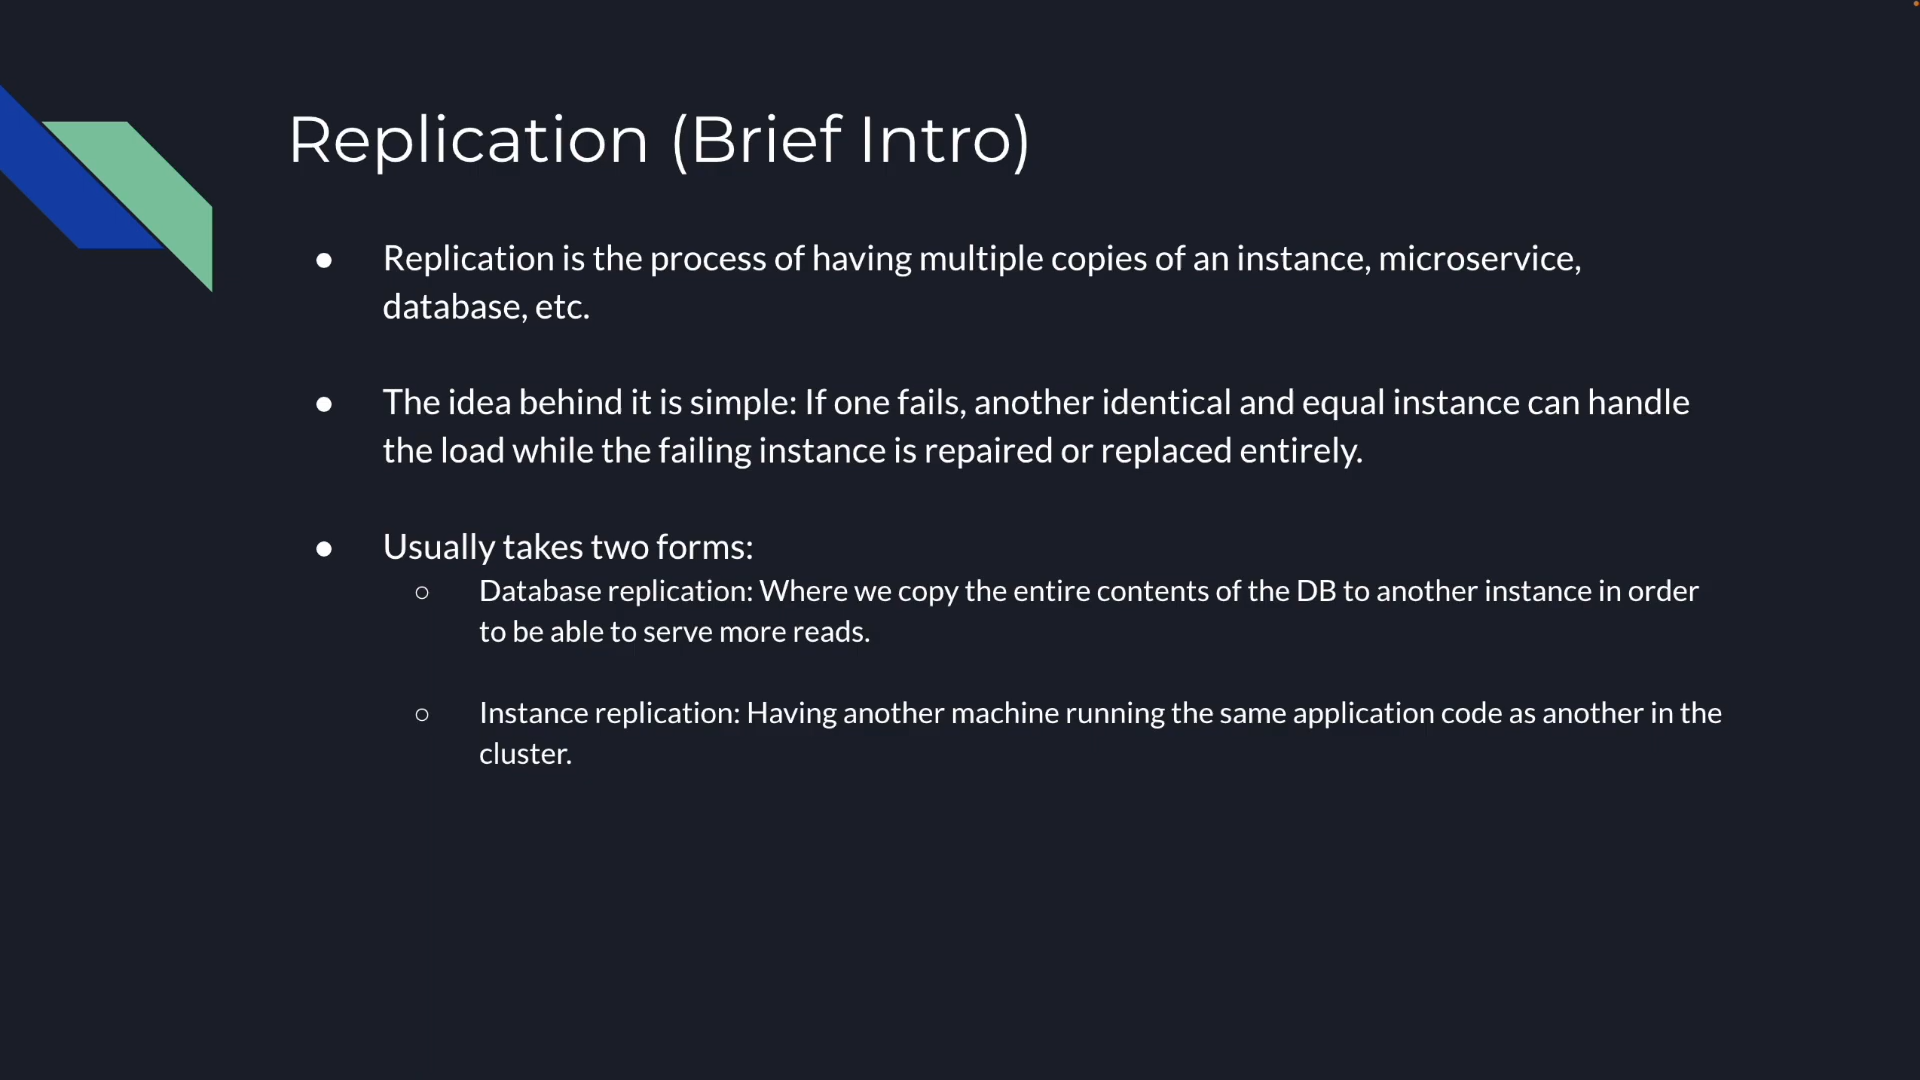 Replication (Brief Intro)
● Replication is the process of having multiple copies of an instance, microservice,
database, etc.
● The idea behind it is simple: If one fails, another identical and equal instance can handle
the load while the failing instance is repaired or replaced entirely.
● Usually takes two forms:
○ Database replication: Where we copy the entire contents of the DB to another instance in order
to be able to serve more reads.
○ Instance replication: Having another machine running the same application code as another in the
cluster.